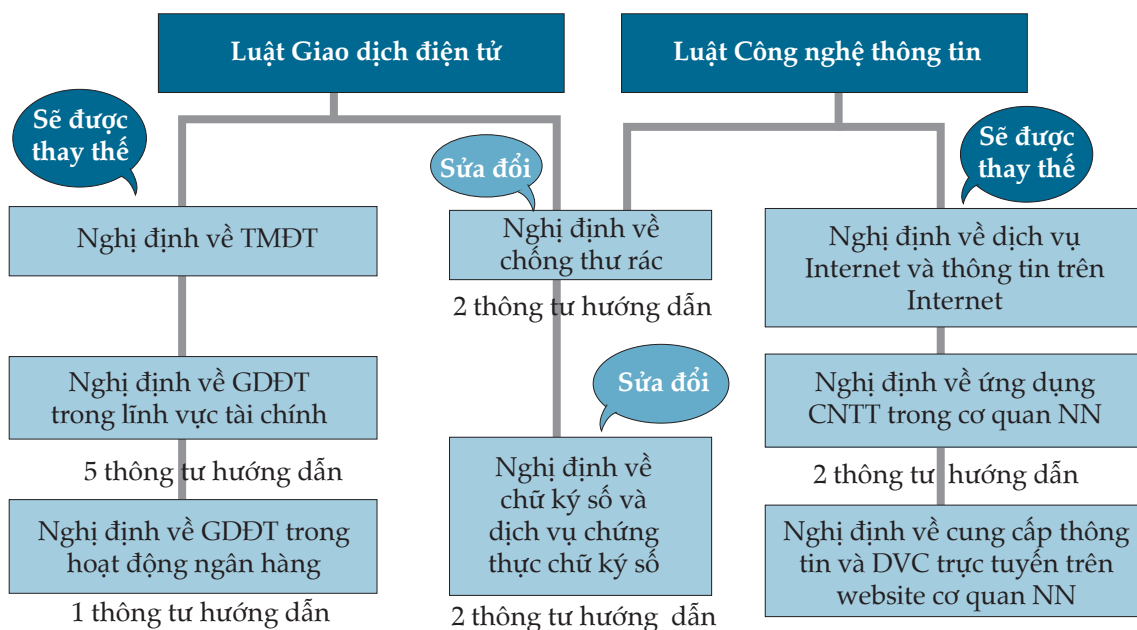 Luật Giao dịch điện tử
Luật Công nghệ thông tin
Sẽ được
thay thế
Nghị định về TMĐT
Nghị định về GDĐT
trong lĩnh vực tài chính
5 thông tư hướng dẫn
Nghị định về GDĐT trong
hoạt động ngân hàng
1 thông tư hướng dẫn
Sửa đổi
Nghị định về
chống thư rác
2 thông tư hướng dẫn
Sửa đổi
Nghị định về
chữ ký số và
dịch vụ chứng
thực chữ ký số
2 thông tư hướng dẫn
Sẽ được
thay thế
Nghị định về dịch vụ
Internet và thông tin trên
Internet
Nghị định về ứng dụng
CNTT trong cơ quan NN
2 thông tư hướng dẫn
Nghị định về cung cấp thông
tin và DVC trực tuyến trên
website cơ quan NN